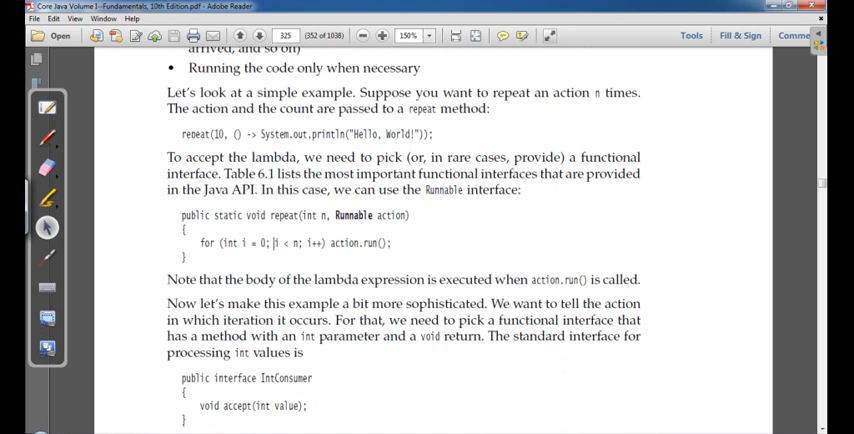 Core Java Volume I--Fundamentals, 10th Edition.pdf - Adobe Reader
File Edit View Window Help
Open 325 (352 of 1038) 150% Tools Fill & Sign Comme
arrived, and so on)
• Running the code only when necessary
Let's look at a simple example. Suppose you want to repeat an action n times.
The action and the count are passed to a repeat method:
repeat(10, () -> System.out.println("Hello, World!"));
To accept the lambda, we need to pick (or, in rare cases, provide) a functional
interface. Table 6.1 lists the most important functional interfaces that are provided
in the Java API. In this case, we can use the Runnable interface:
public static void repeat(int n, Runnable action)
{
for (int i = 0; i < n; i++) action.run();
}
Note that the body of the lambda expression is executed when action.run() is called.
Now let's make this example a bit more sophisticated. We want to tell the action
in which iteration it occurs. For that, we need to pick a functional interface that
has a method with an int parameter and a void return. The standard interface for
processing int values is
public interface IntConsumer
{
void accept(int value);
}